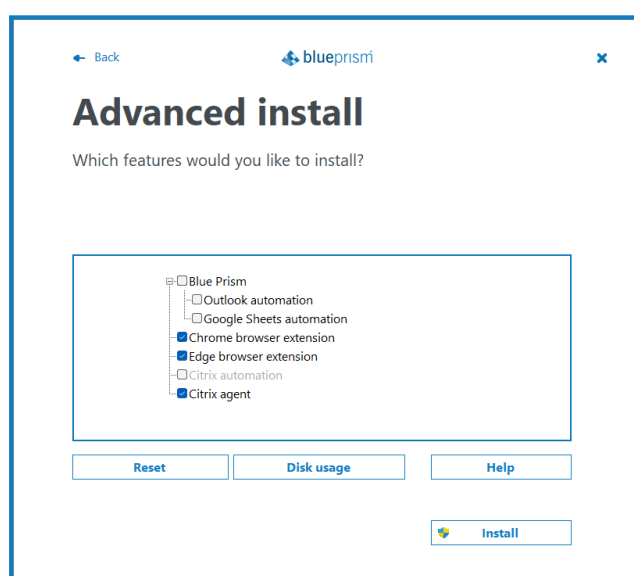 Back
blueprism
Advanced install
Which features would you like to install?
Blue Prism
Outlook automation
Google Sheets automation
Chrome browser extension
Edge browser extension
Citrix automation
Citrix agent
Reset
Disk usage
Help
Install